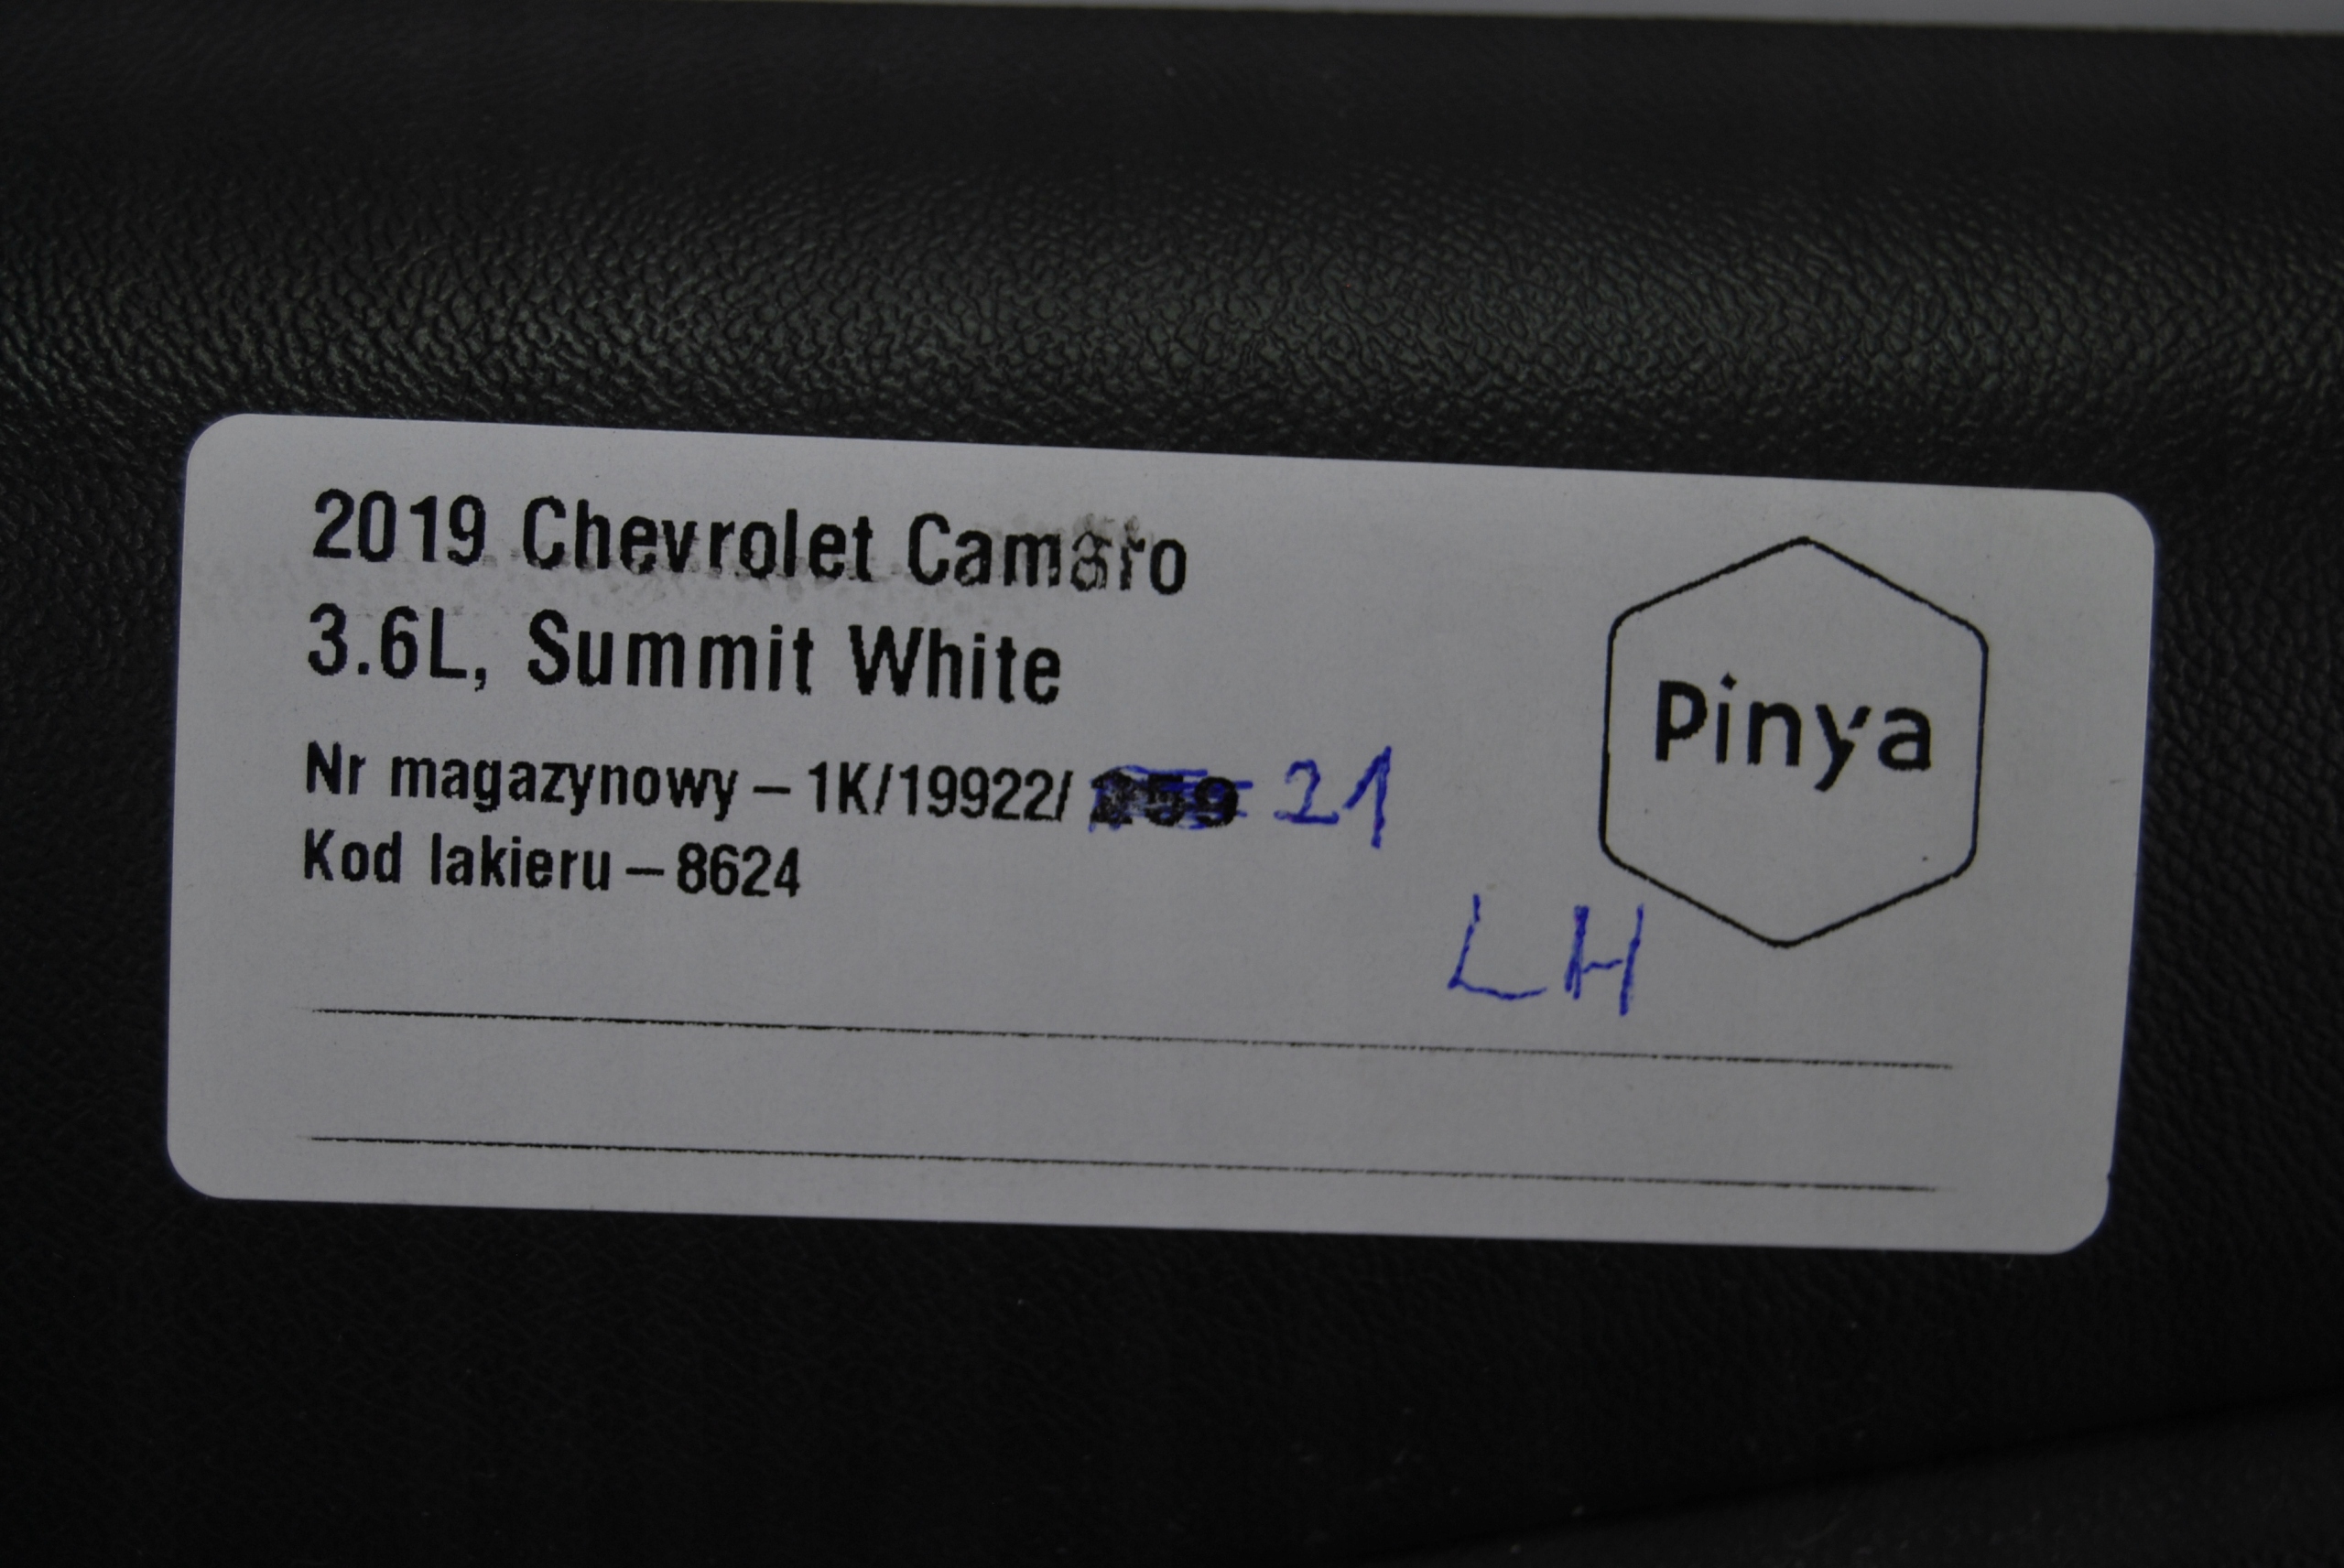 2019 Chevrolet Camaro
3.6L, Summit White
Nr magazynowy – 1K/19922/ 21
Kod lakieru – 8624
LH
Pinya